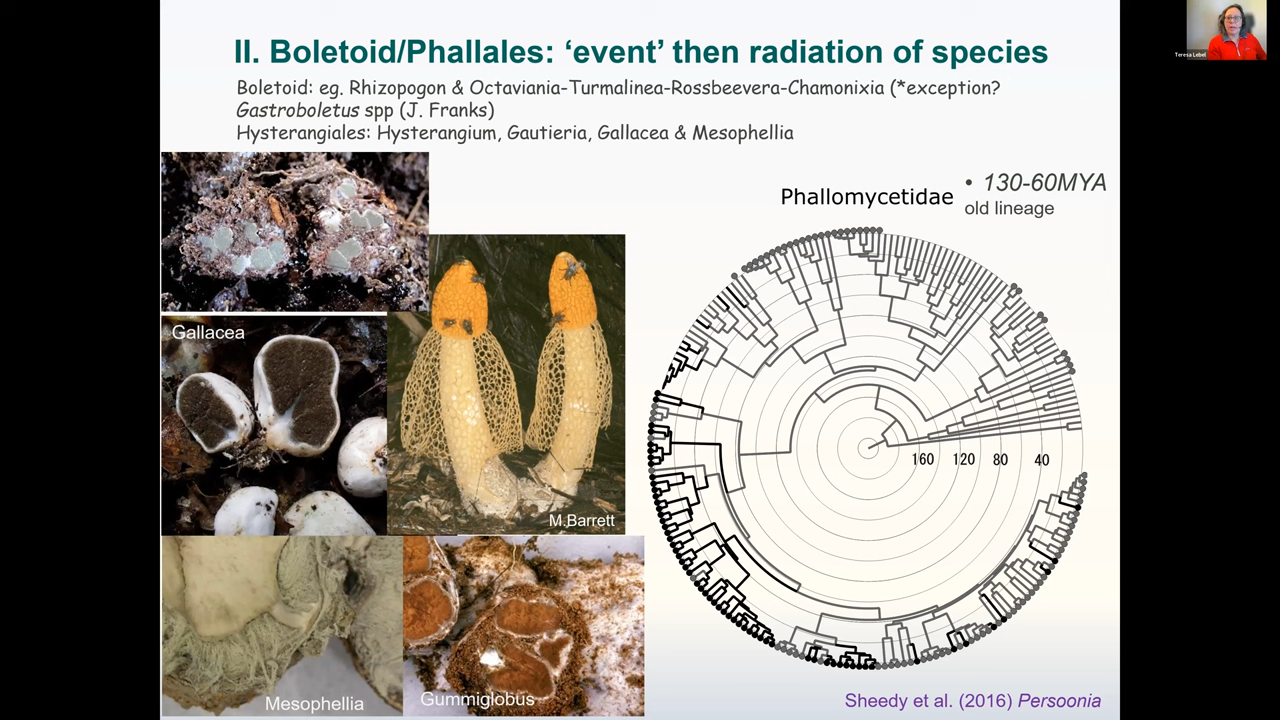 II. Boletoid/Phallales: ‘event’ then radiation of species
Boletoid: eg. Rhizopogon & Octaviania-Turmalinea-Rossbeevera-Chamonixia (*exception?
Gastroboletus spp (J. Franks)
Hysterangiales: Hysterangium, Gautieria, Gallacea & Mesophellia
Teresa Lebel
Phallomycetidae
• 130-60MYA
old lineage
Gallacea
M.Barrett
160 120 80 40
Mesophellia
Gummiglobus
Sheedy et al. (2016) Persoonia